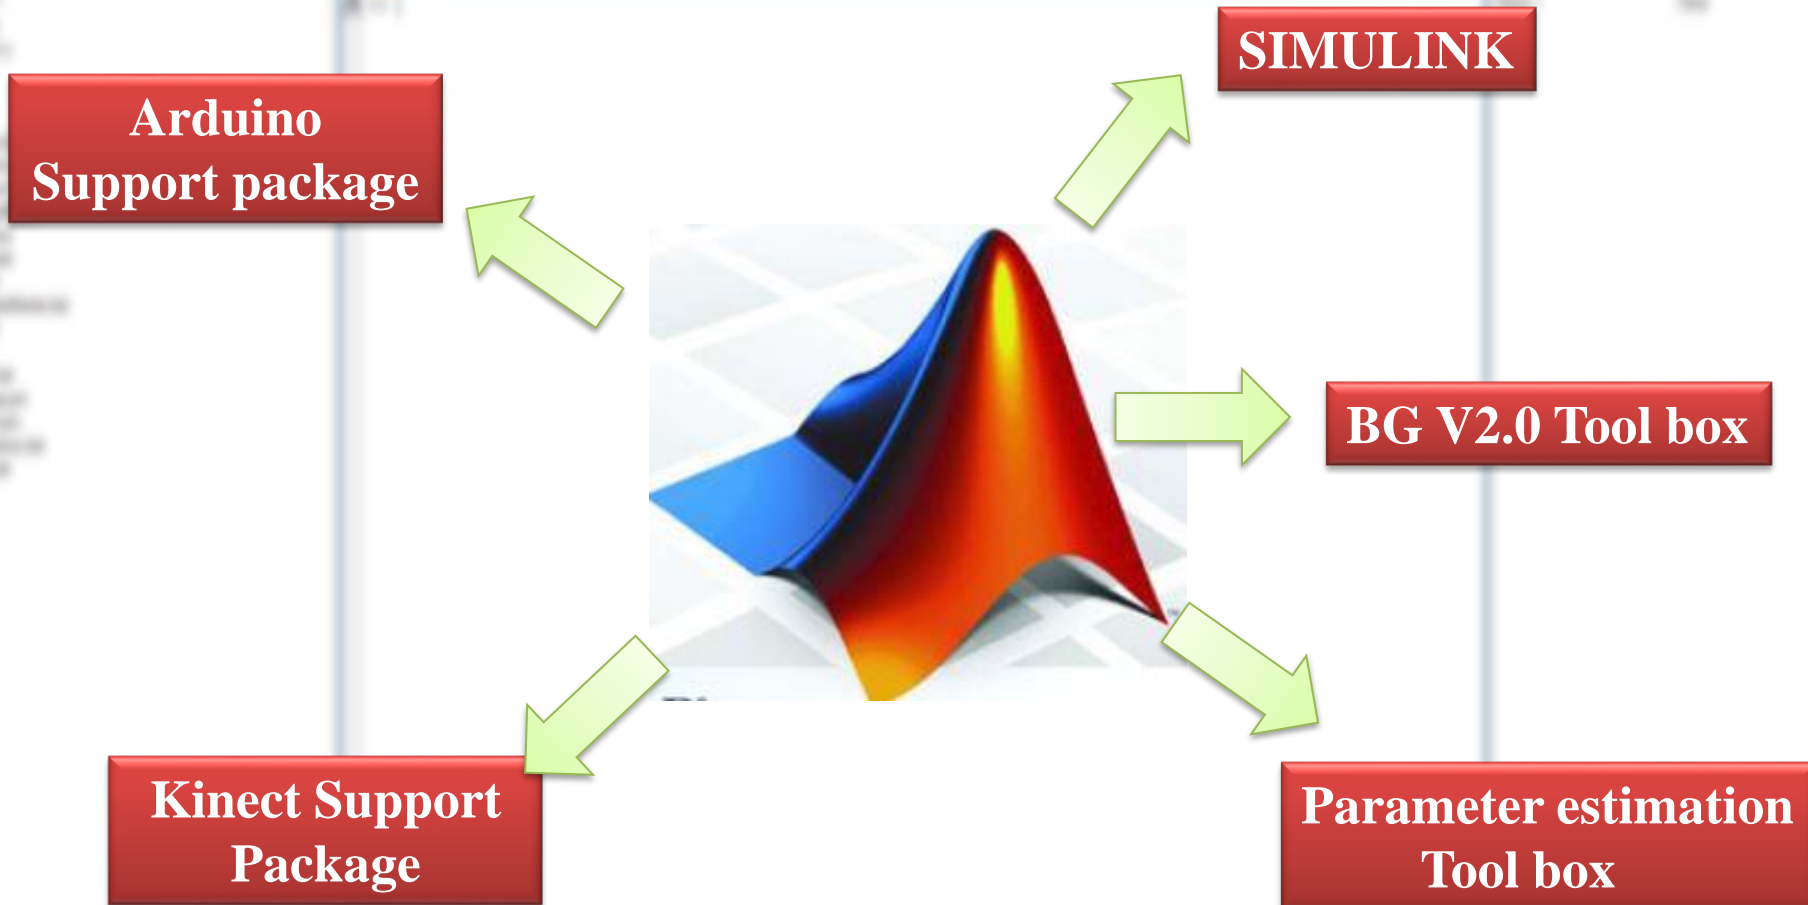 SIMULINK
Arduino
Support package
BG V2.0 Tool box
Kinect Support
Package
Parameter estimation
Tool box